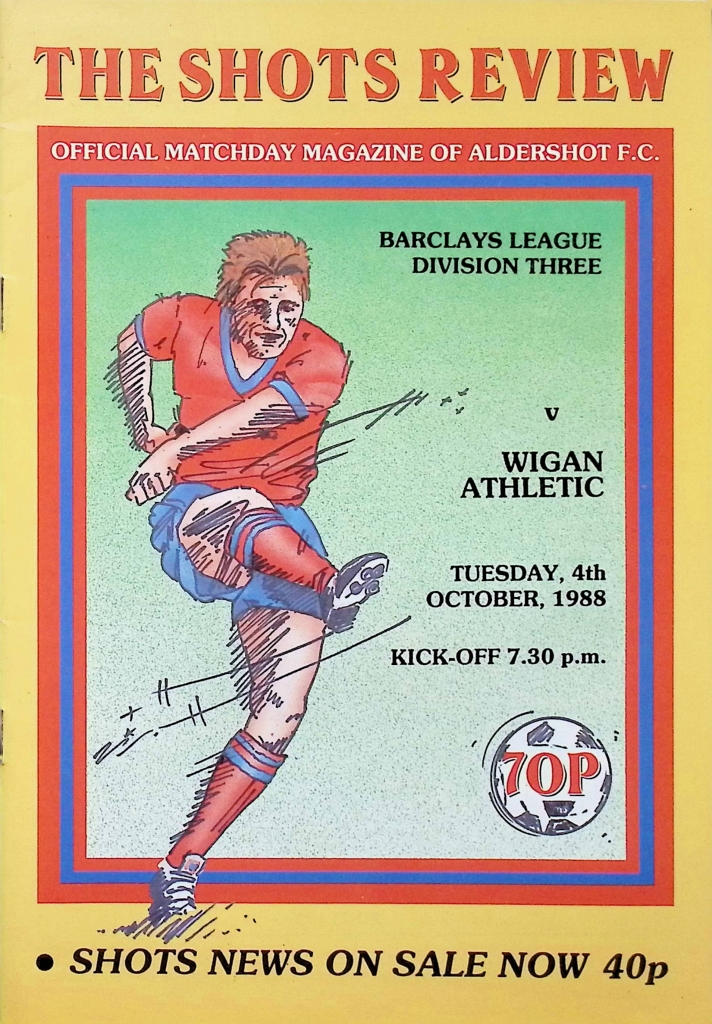 THE SHOTS REVIEW
OFFICIAL MATCHDAY MAGAZINE OF ALDERSHOT F.C.
BARCLAYS LEAGUE
DIVISION THREE
v
WIGAN
ATHLETIC
TUESDAY, 4th
OCTOBER, 1988
KICK-OFF 7.30 p.m.
70P
• SHOTS NEWS ON SALE NOW 40p